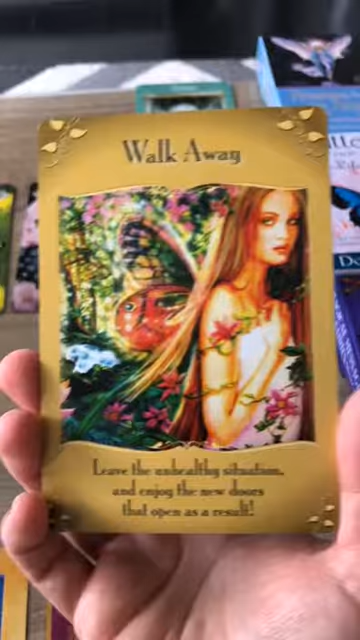 Walk Away
Leave the unhealthy situation,
and enjoy the new doors
that open as a result!